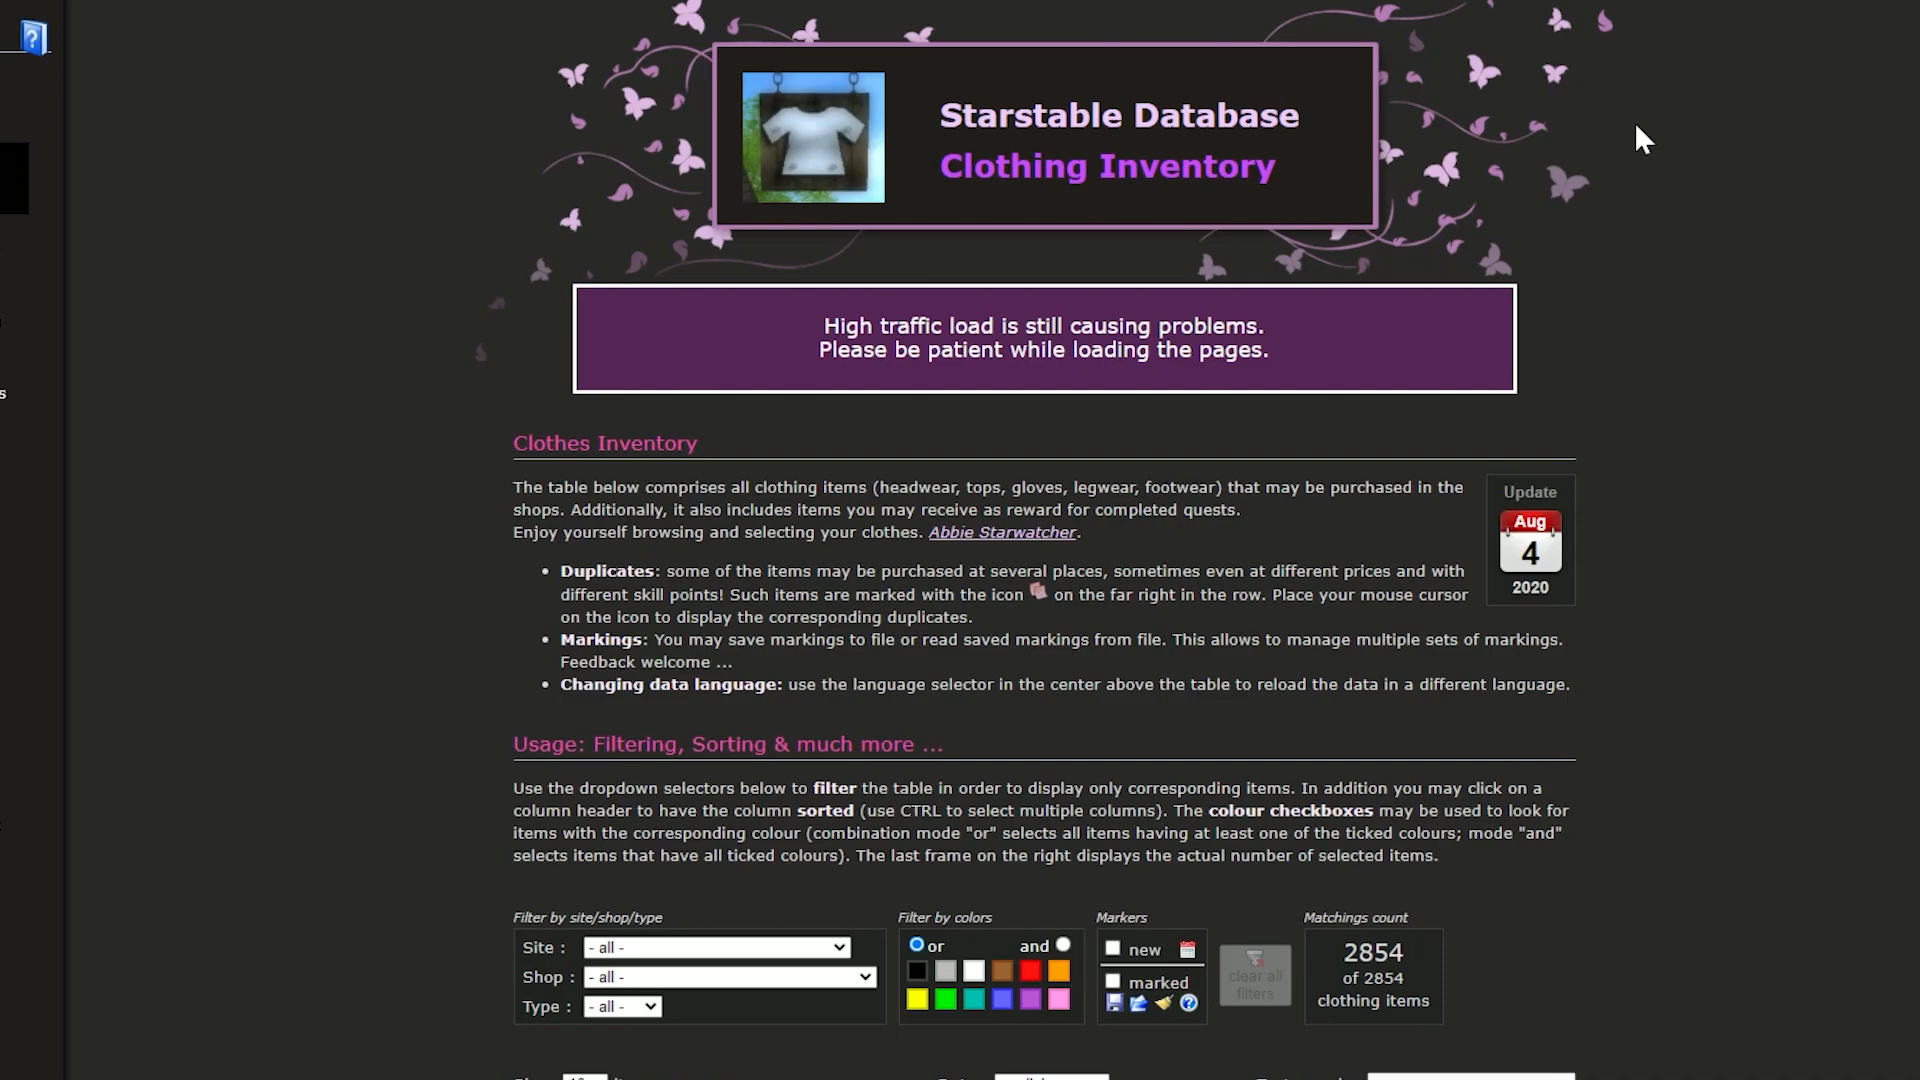 Starstable Database
Clothing Inventory
High traffic load is still causing problems.
Please be patient while loading the pages.
Clothes Inventory
The table below comprises all clothing items (headwear, tops, gloves, legwear, footwear) that may be purchased in the
shops. Additionally, it also includes items you may receive as reward for completed quests.
Enjoy yourself browsing and selecting your clothes. Abbie Starwatcher.
Update
Aug
4
2020
• Duplicates: some of the items may be purchased at several places, sometimes even at different prices and with
different skill points! Such items are marked with the icon on the far right in the row. Place your mouse cursor
on the icon to display the corresponding duplicates.
• Markings: You may save markings to file or read saved markings from file. This allows to manage multiple sets of markings.
Feedback welcome ...
• Changing data language: use the language selector in the center above the table to reload the data in a different language.
Usage: Filtering, Sorting & much more ...
Use the dropdown selectors below to filter the table in order to display only corresponding items. In addition you may click on a
column header to have the column sorted (use CTRL to select multiple columns). The colour checkboxes may be used to look for
items with the corresponding colour (combination mode "or" selects all items having at least one of the ticked colours; mode "and"
selects items that have all ticked colours). The last frame on the right displays the actual number of selected items.
Filter by site/shop/type
Site : - all -
Shop : - all -
Type : - all -
Filter by colors
or and
Markers
new
marked
clear all
filters
Matchings count
2854
of 2854
clothing items